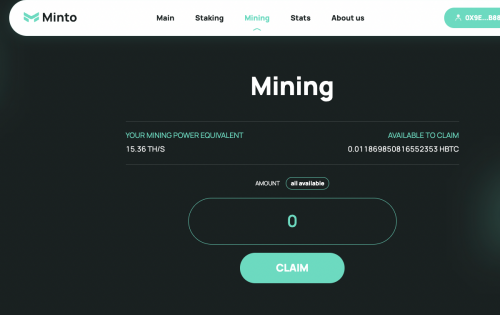 Minto
Main Staking Mining Stats About us
0X9E...
Mining
YOUR MINING POWER EQUIVALENT AVAILABLE TO CLAIM
15.36 TH/S 0.011869850816552353 HBTC
AMOUNT all available
0
CLAIM